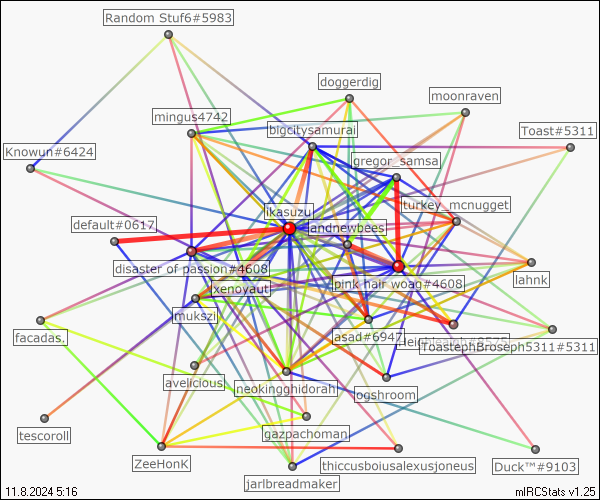 Random Stuf6#5983
doggerdig
moonraven
mingus4742
bigcitysamurai
Toast#5311
Knowun#6424
gregor_samsa
ikasuzu
turkey_mcnugget
default#0617
andnewbees
disaster of passion#4608
lahnk
xenoyaut
pink hair woag#4608
mukszi
facadas.
asad#6947
ToastephBroseph5311#5311
avelicious
neokingghidorah
logshroom
tescoroll
gazpachoman
ZeeHonK
thiccusboiusalexusjoneus
Duck™#9103
jarlbreadmaker
11.8.2024 5:16
mIRCStats v1.25